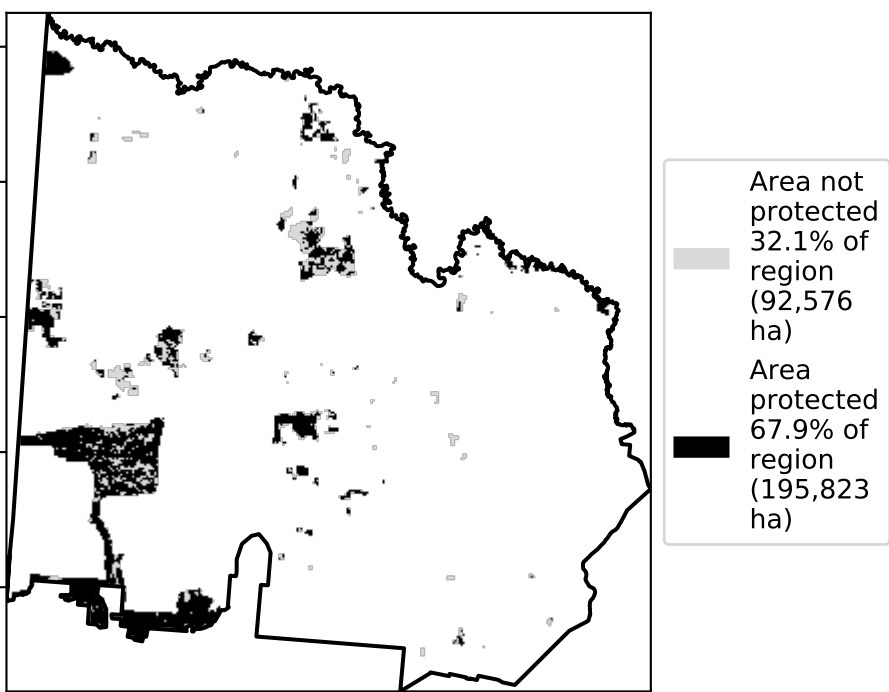 Area not
protected
32.1% of
region
(92,576
ha)
Area
protected
67.9% of
region
(195,823
ha)